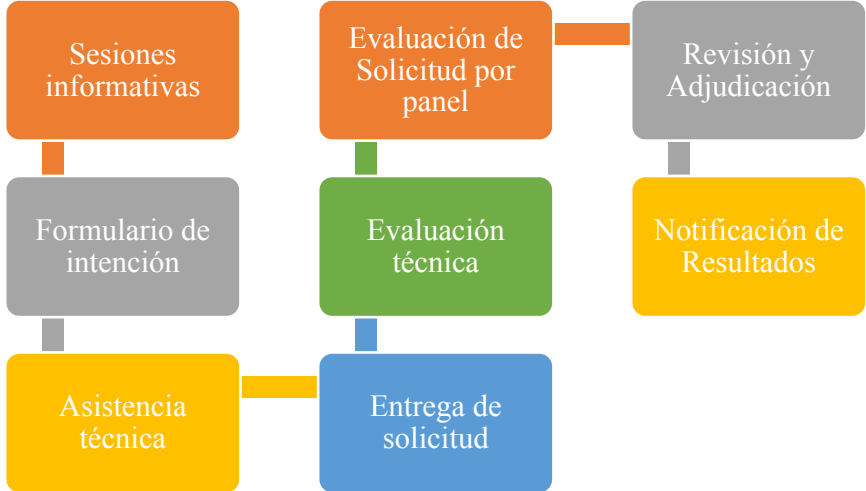 Sesiones
informativas
Formulario de
intención
Asistencia
técnica
Entrega de
solicitud
Evaluación
técnica
Evaluación de
Solicitud por
panel
Revisión y
Adjudicación
Notificación de
Resultados